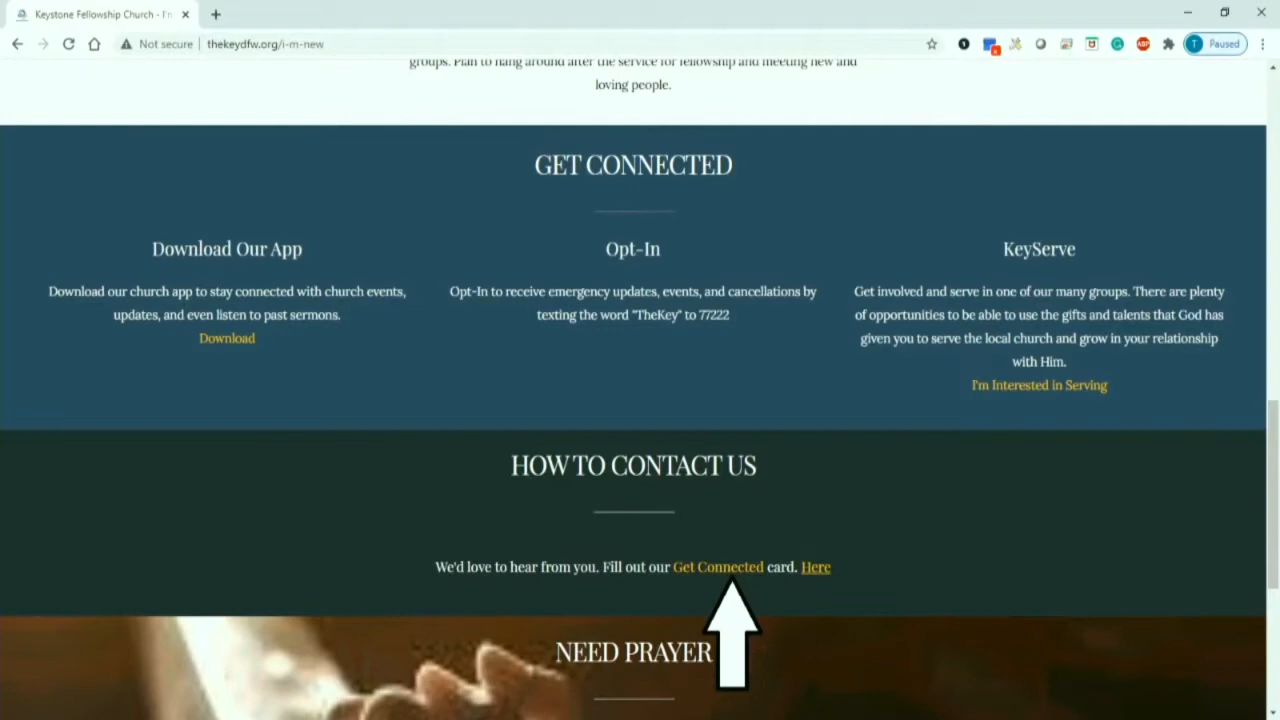 Keystone Fellowship Church - I'm
Not secure
thekeydfw.org/i-m-new
Paused
groups. Plan to hang around after the service for fellowship and meeting new and
loving people.
GET CONNECTED
Download Our App
Download our church app to stay connected with church events,
updates, and even listen to past sermons.
Download
Opt-In
Opt-In to receive emergency updates, events, and cancellations by
texting the word "TheKey" to 77222
KeyServe
Get involved and serve in one of our many groups. There are plenty
of opportunities to be able to use the gifts and talents that God has
given you to serve the local church and grow in your relationship
with Him.
I'm Interested in Serving
HOW TO CONTACT US
We'd love to hear from you. Fill out our Get Connected card. Here
NEED PRAYER